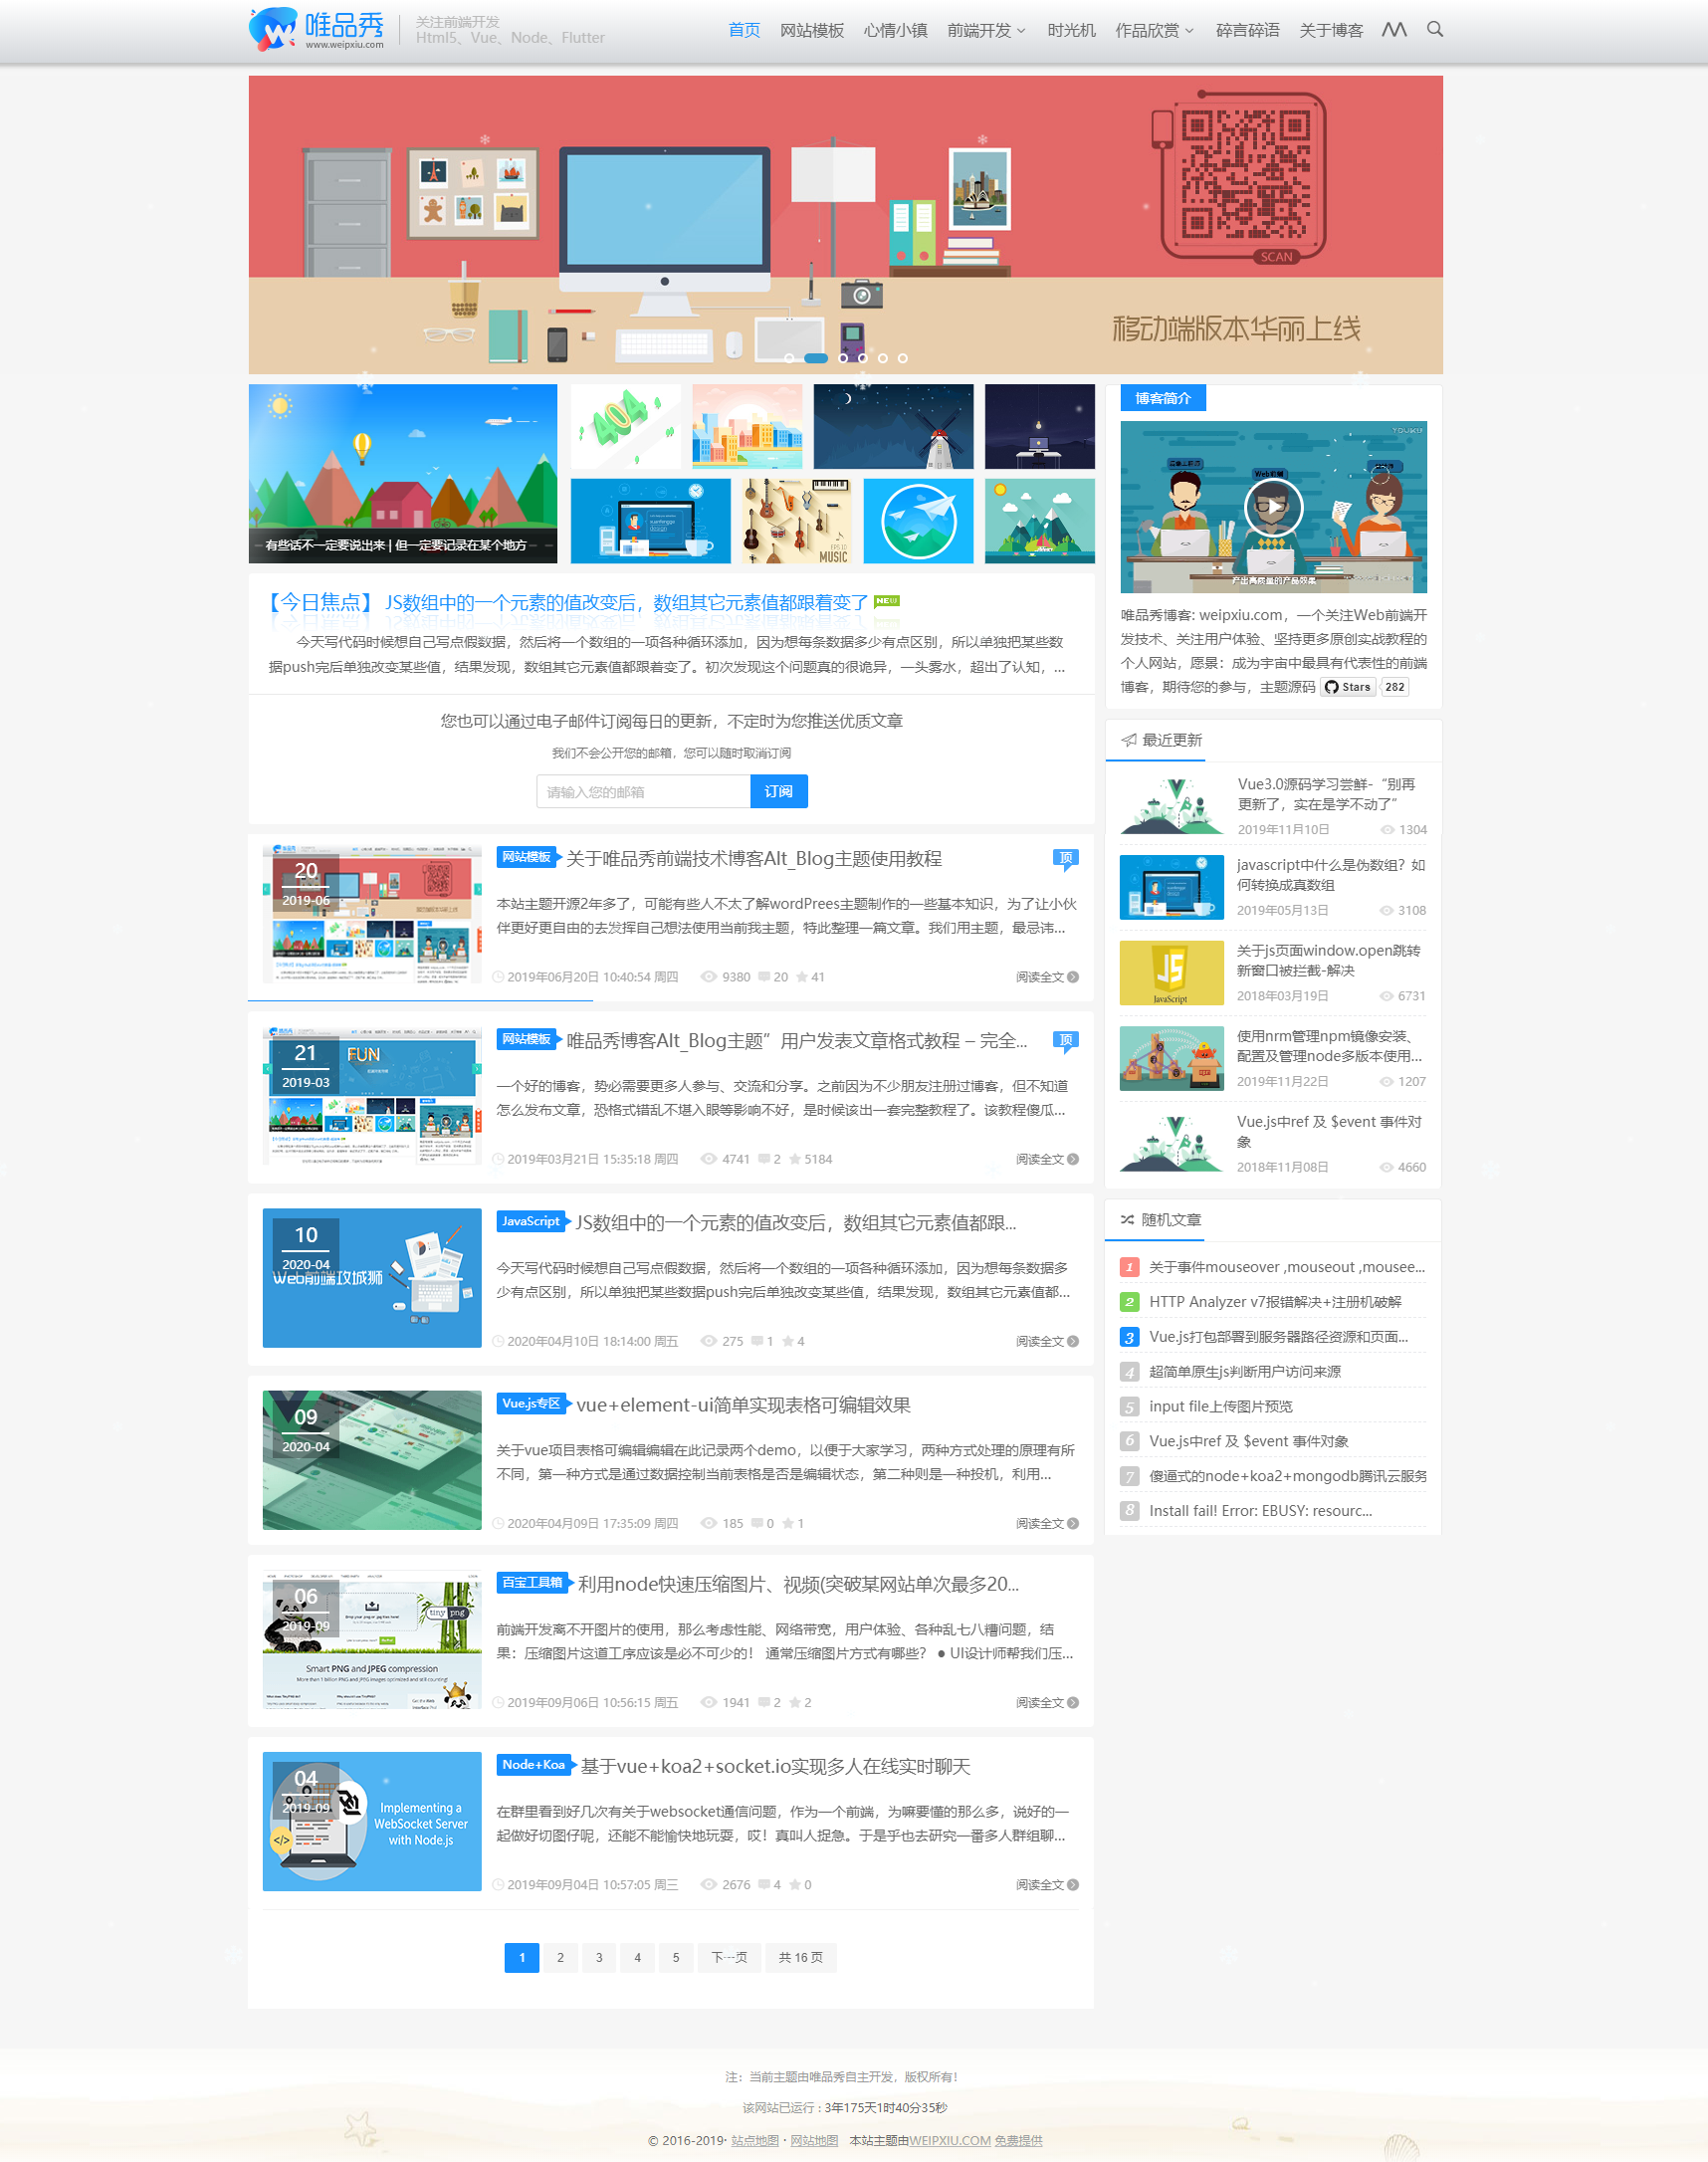 唯品秀
www.weipxiu.com
关注前端开发
Html5、Vue、Node、Flutter
首页 网站模板 心情小镇 前端开发 时光机 作品欣赏 碎言碎语 关于博客
SCAN
移动端版本华丽上线
有些话不一定要说出来 | 但一定要记录在某个地方
404
MUSIC
博客简介
YOUKU
Web前端
产出高质量的产品效果
唯品秀博客: weipxiu.com，一个关注Web前端开
发技术、关注用户体验、坚持更多原创实战教程的
个人网站，愿景：成为宇宙中最具有代表性的前端
博客，期待您的参与，主题源码 Stars 282
【今日焦点】 JS数组中的一个元素的值改变后，数组其它元素值都跟着变了 NEW
今天写代码时候想自己写点假数据，然后将一个数组的一项各种循环添加，因为想每条数据多少有点区别，所以单独把某些数
据push完后单独改变某些值，结果发现，数组其它元素值都跟着变了。初次发现这个问题真的很诡异，一头雾水，超出了认知，...
您也可以通过电子邮件订阅每日的更新，不定时为您推送优质文章
我们不会公开您的邮箱，您可以随时取消订阅
请输入您的邮箱 订阅
20
2019-06
网站模板 关于唯品秀前端技术博客Alt_Blog主题使用教程 顶
本站主题开源2年多了，可能有些人不太了解wordPrees主题制作的一些基本知识，为了让小伙
伴更好更自由的去发挥自己想法使用当前我主题，特此整理一篇文章。我们用主题，最忌讳...
2019年06月20日 10:40:54 周四 9380 20 41 阅读全文
21
2019-03
FUN
网站模板 唯品秀博客Alt_Blog主题”用户发表文章格式教程 – 完全... 顶
一个好的博客，势必需要更多人参与、交流和分享。之前因为不少朋友注册过博客，但不知道
怎么发布文章，恐格式错乱不堪入眼等影响不好，是时候该出一套完整教程了。该教程傻瓜...
2019年03月21日 15:35:18 周四 4741 2 5184 阅读全文
10
2020-04
Web前端攻城狮
JavaScript JS数组中的一个元素的值改变后，数组其它元素值都跟...
今天写代码时候想自己写点假数据，然后将一个数组的一项各种循环添加，因为想每条数据多
少有点区别，所以单独把某些数据push完后单独改变某些值，结果发现，数组其它元素值都...
2020年04月10日 18:14:00 周五 275 1 4 阅读全文
09
2020-04
Vue.js专区 vue+element-ui简单实现表格可编辑效果
关于vue项目表格可编辑编辑在此记录两个demo，以便于大家学习，两种方式处理的原理有所
不同，第一种方式是通过数据控制当前表格是否是编辑状态，第二种则是一种投机，利用...
2020年04月09日 17:35:09 周四 185 0 1 阅读全文
06
2019-09
tiny png
Smart PNG and JPEG compression
More than 1 billion PNG and JPEG images optimized and still counting!
百宝工具箱 利用node快速压缩图片、视频(突破某网站单次最多20...
前端开发离不开图片的使用，那么考虑性能、网络带宽，用户体验、各种乱七八糟问题，结
果：压缩图片这道工序应该是必不可少的！ 通常压缩图片方式有哪些？ ● UI设计师帮我们压...
2019年09月06日 10:56:15 周五 1941 2 2 阅读全文
04
2019-09
Implementing a
WebSocket Server
with Node.js
Node+Koa 基于vue+koa2+socket.io实现多人在线实时聊天
在群里看到好几次有关于websocket通信问题，作为一个前端，为嘛要懂的那么多，说好的一
起做好切图仔呢，还能不能愉快地玩耍，哎！真叫人捉急。于是乎也去研究一番多人群组聊...
2019年09月04日 10:57:05 周三 2676 4 0 阅读全文
1 2 3 4 5 下一页 共 16 页
最近更新
Vue3.0源码学习尝鲜-“别再
更新了，实在是学不动了”
2019年11月10日 1304
javascript中什么是伪数组？如
何转换成真数组
2019年05月13日 3108
JS
JavaScript
关于js页面window.open跳转
新窗口被拦截-解决
2018年03月19日 6731
使用nrm管理npm镜像安装、
配置及管理node多版本使用...
2019年11月22日 1207
Vue.js中ref 及 $event 事件对
象
2018年11月08日 4660
随机文章
1 关于事件mouseover ,mouseout ,mousee...
2 HTTP Analyzer v7报错解决+注册机破解
3 Vue.js打包部署到服务器路径资源和页面...
4 超简单原生js判断用户访问来源
5 input file上传图片预览
6 Vue.js中ref 及 $event 事件对象
7 傻逼式的node+koa2+mongodb腾讯云服务
8 Install fail! Error: EBUSY: resourc...
注：当前主题由唯品秀自主开发，版权所有！
该网站已运行 : 3年175天1时40分35秒
© 2016-2019· 站点地图 · 网站地图 本站主题由WEIPXIU.COM 免费提供